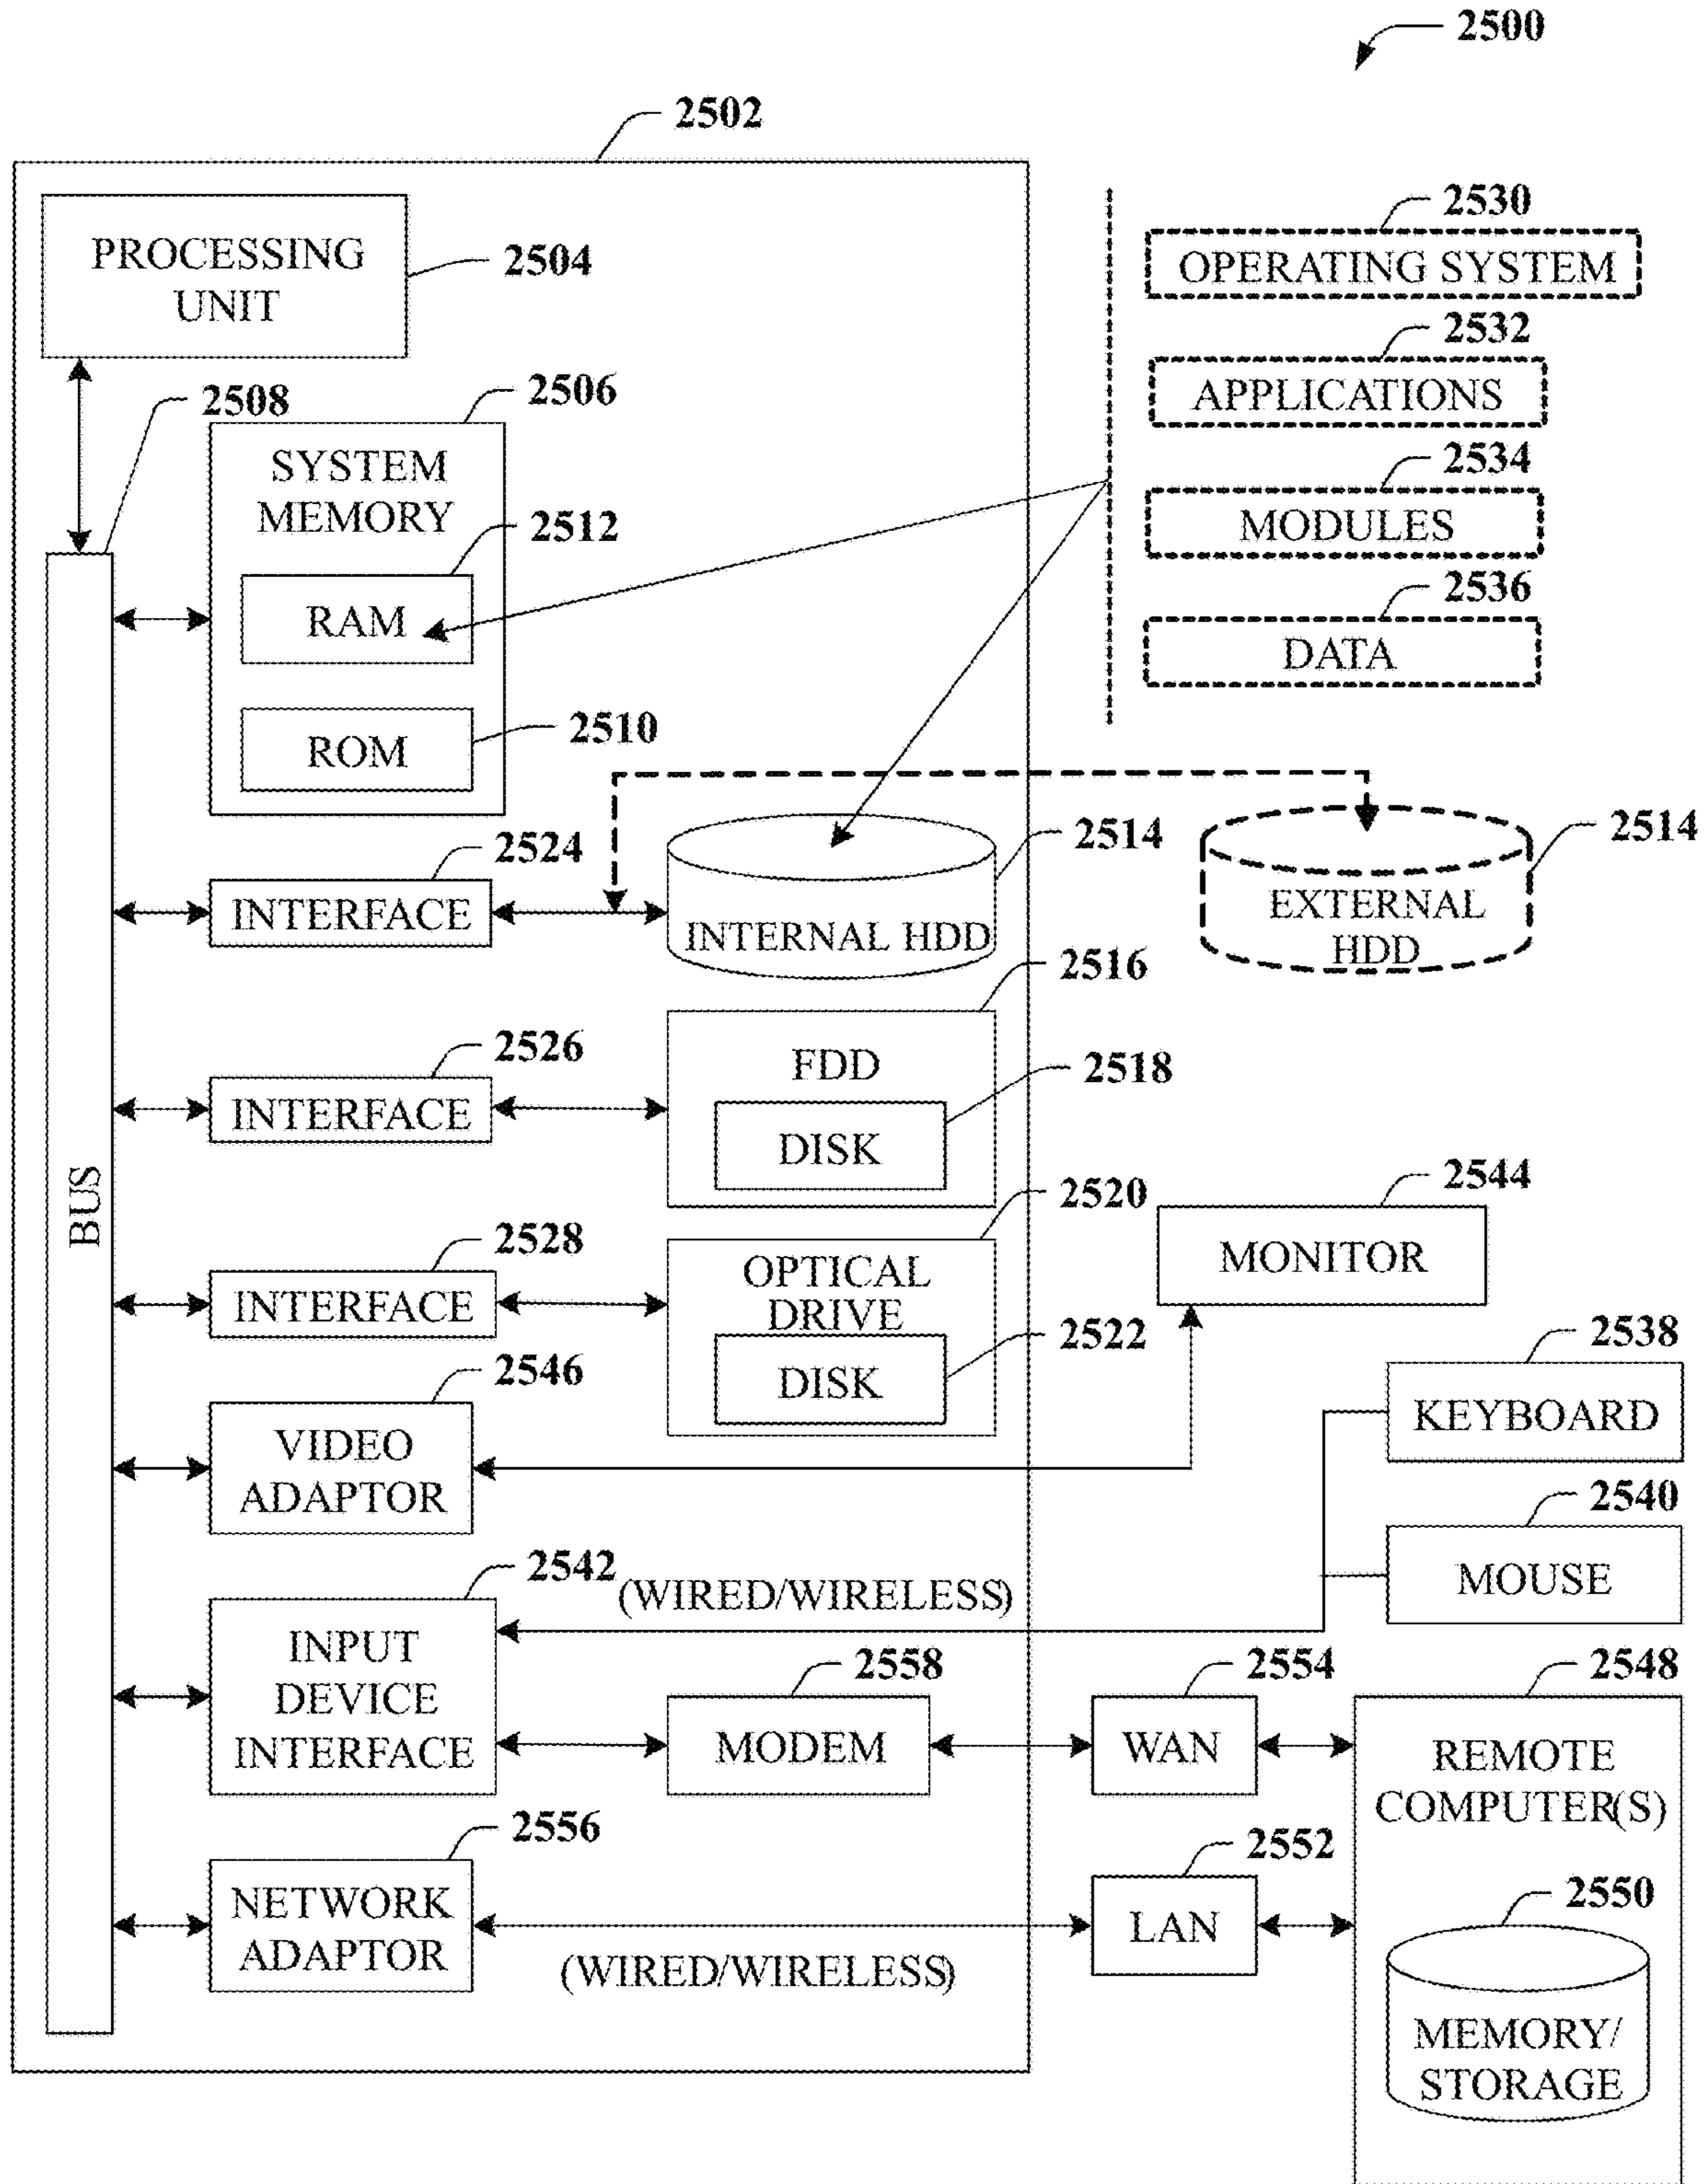 2500
2502
PROCESSING
UNIT
2504
2530
OPERATING SYSTEM
2532
APPLICATIONS
2534
MODULES
2536
DATA
2508
2506
SYSTEM
MEMORY
2512
RAM
2510
ROM
2524
INTERFACE
2514
INTERNAL HDD
2514
EXTERNAL
HDD
2516
FDD
2518
DISK
2526
INTERFACE
BUS
2528
INTERFACE
2520
OPTICAL
DRIVE
2522
DISK
2544
MONITOR
2546
VIDEO
ADAPTOR
2538
KEYBOARD
2540
MOUSE
2542
(WIRED/WIRELESS)
INPUT
DEVICE
INTERFACE
2558
MODEM
2554
WAN
2548
REMOTE
COMPUTER(S)
2556
NETWORK
ADAPTOR
(WIRED/WIRELESS)
2552
LAN
2550
MEMORY/
STORAGE